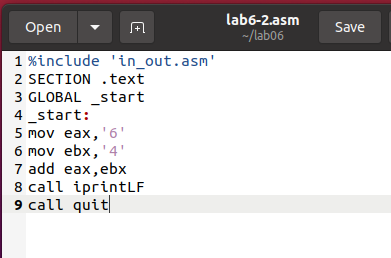 Open
lab6-2.asm
~/lab06
Save
1 %include 'in_out.asm'
2 SECTION .text
3 GLOBAL _start
4 _start:
5 mov eax,'6'
6 mov ebx,'4'
7 add eax,ebx
8 call iprintLF
9 call quit